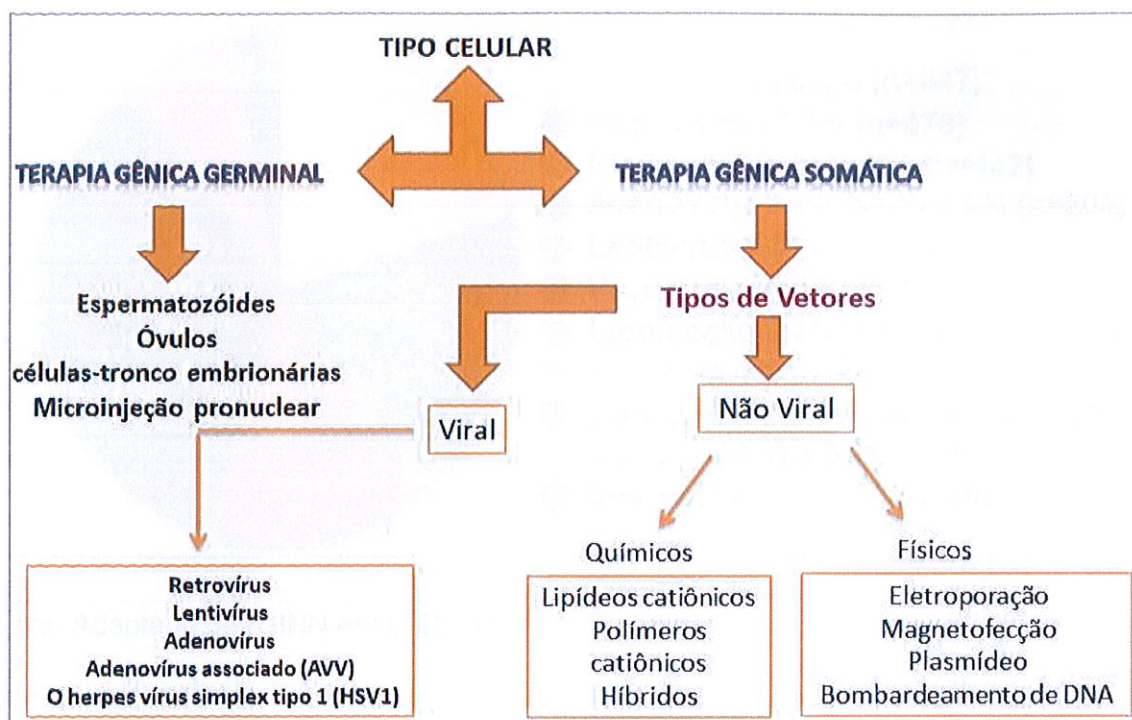 TIPO CELULAR
TERAPIA GÊNICA GERMINAL
TERAPIA GÊNICA SOMÁTICA
Espermatozóides
Óvulos
células-tronco embrionárias
Microinjeção pronuclear
Tipos de Vetores
Viral
Não Viral
Retrovírus
Lentivírus
Adenovírus
Adenovírus associado (AVV)
O herpes virus simplex tipo 1 (HSV1)
Químicos
Lipídeos catiônicos
Polímeros
catiônicos
Híbridos
Físicos
Eletroporação
Magnetofecção
Plasmídeo
Bombardeamento de DNA